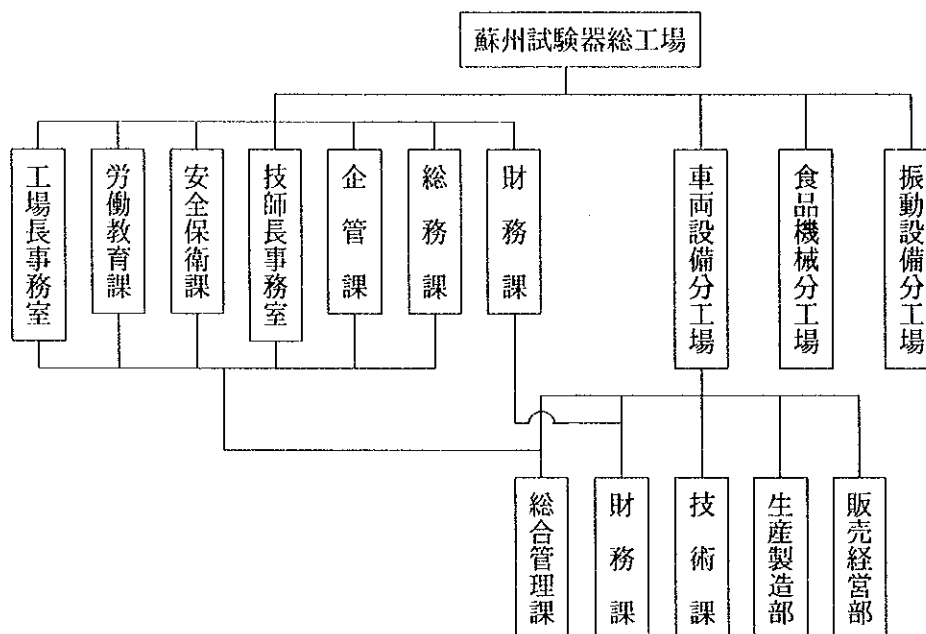 蘇州試験器総工場
工場長事務室
労働教育課
安全保衛課
技師長事務室
企管課
総務課
財務課
車両設備分工場
食品機械分工場
振動設備分工場
総合管理課
財務課
技術課
生産製造部
販売経営部